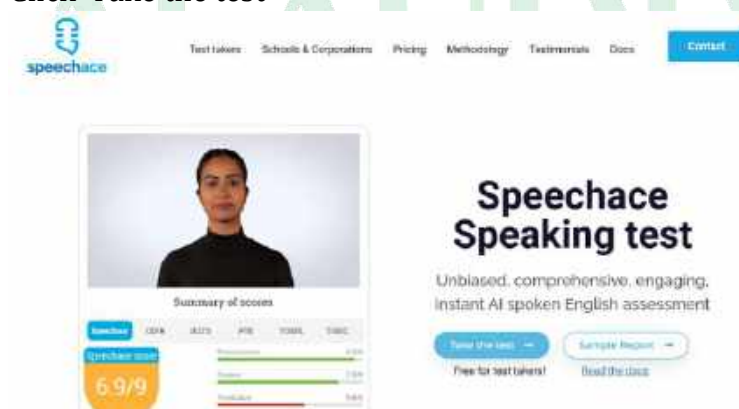 Click "Take the test"
speechace
Test takers Schools & Corporations Pricing Methodology Testimonials Docs Contact
Speechace
Speaking test
Unbiased, comprehensive, engaging,
instant AI spoken English assessment
Take the test →
Sample Report →
Free for test takers!
Read the docs
Summary of scores
Speechace CEFR IELTS PTE TOEFL TOEIC
Speechace score
6.9/9
Pronunciation
Fluency